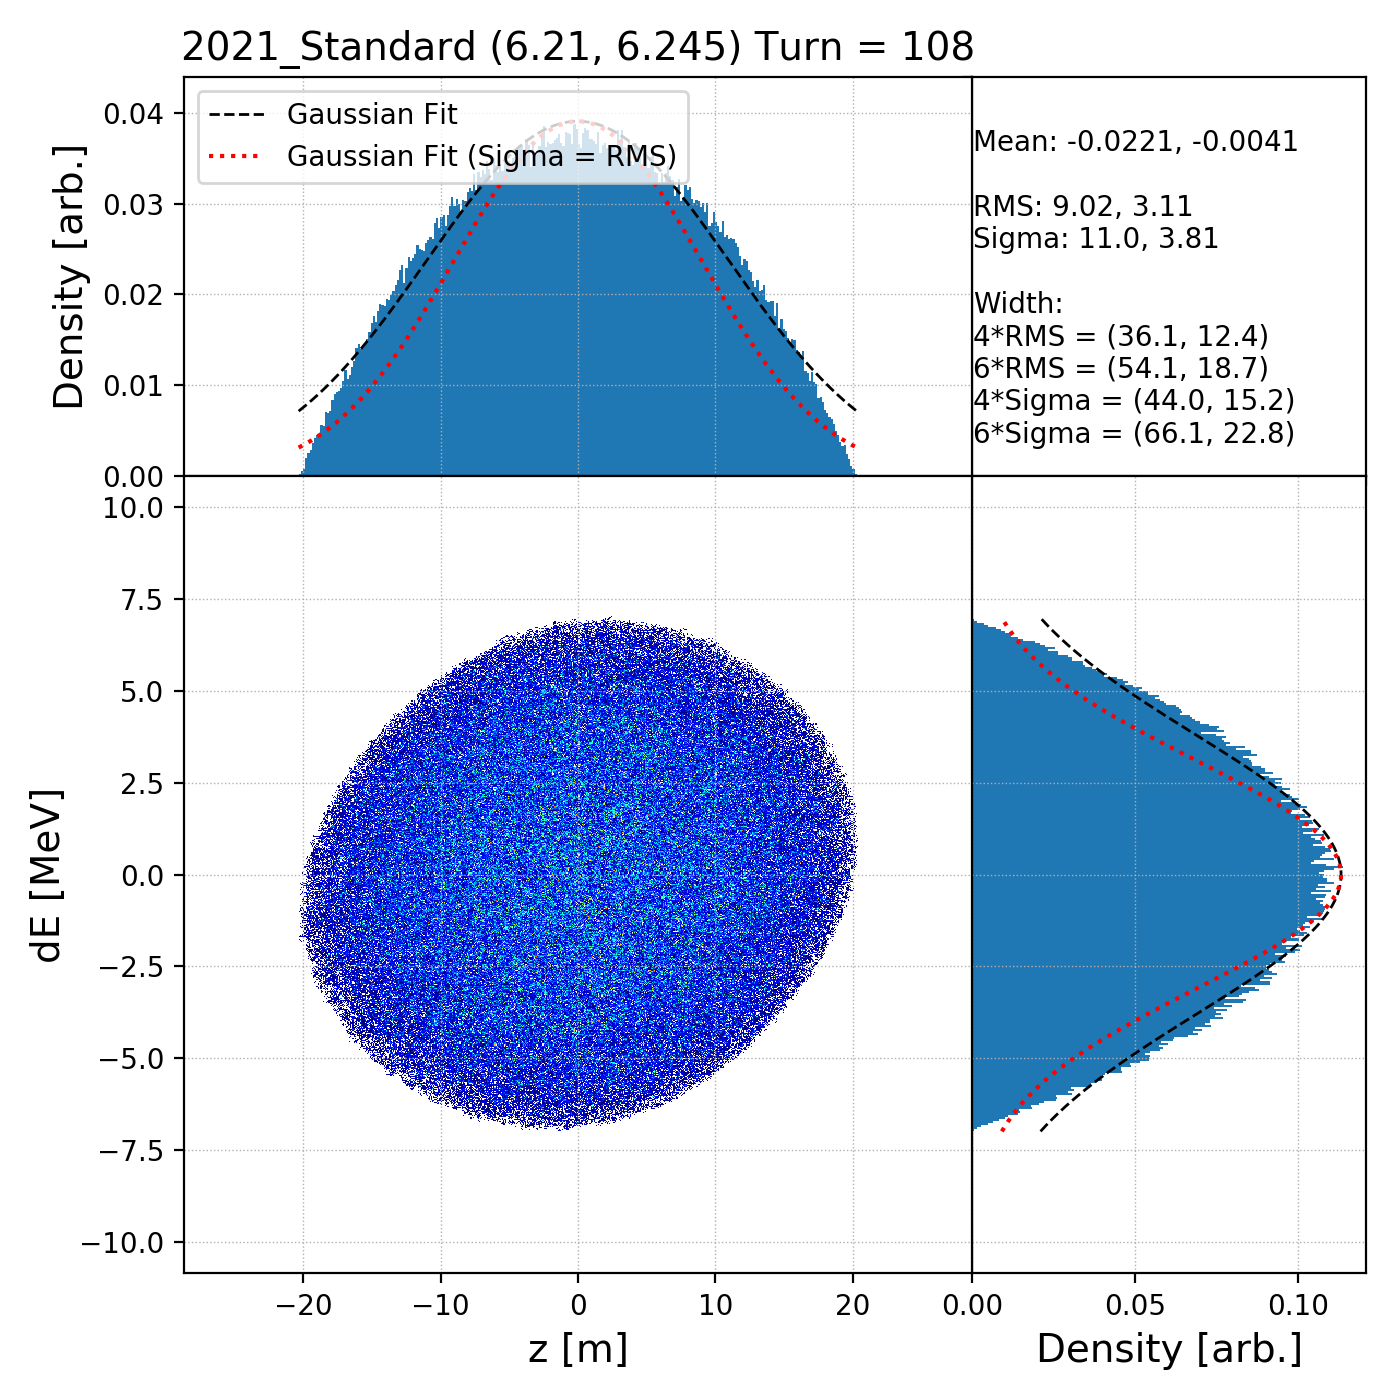 2021_Standard (6.21, 6.245) Turn = 108
Gaussian Fit
Gaussian Fit (Sigma = RMS)
Density [arb.]
0.04
0.03
0.02
0.01
0.00
Mean: -0.0221, -0.0041
RMS: 9.02, 3.11
Sigma: 11.0, 3.81
Width:
4*RMS = (36.1, 12.4)
6*RMS = (54.1, 18.7)
4*Sigma = (44.0, 15.2)
6*Sigma = (66.1, 22.8)
dE [MeV]
10.0
7.5
5.0
2.5
0.0
−2.5
−5.0
−7.5
−10.0
−20 −10 0 10 20
z [m]
0.00 0.05 0.10
Density [arb.]